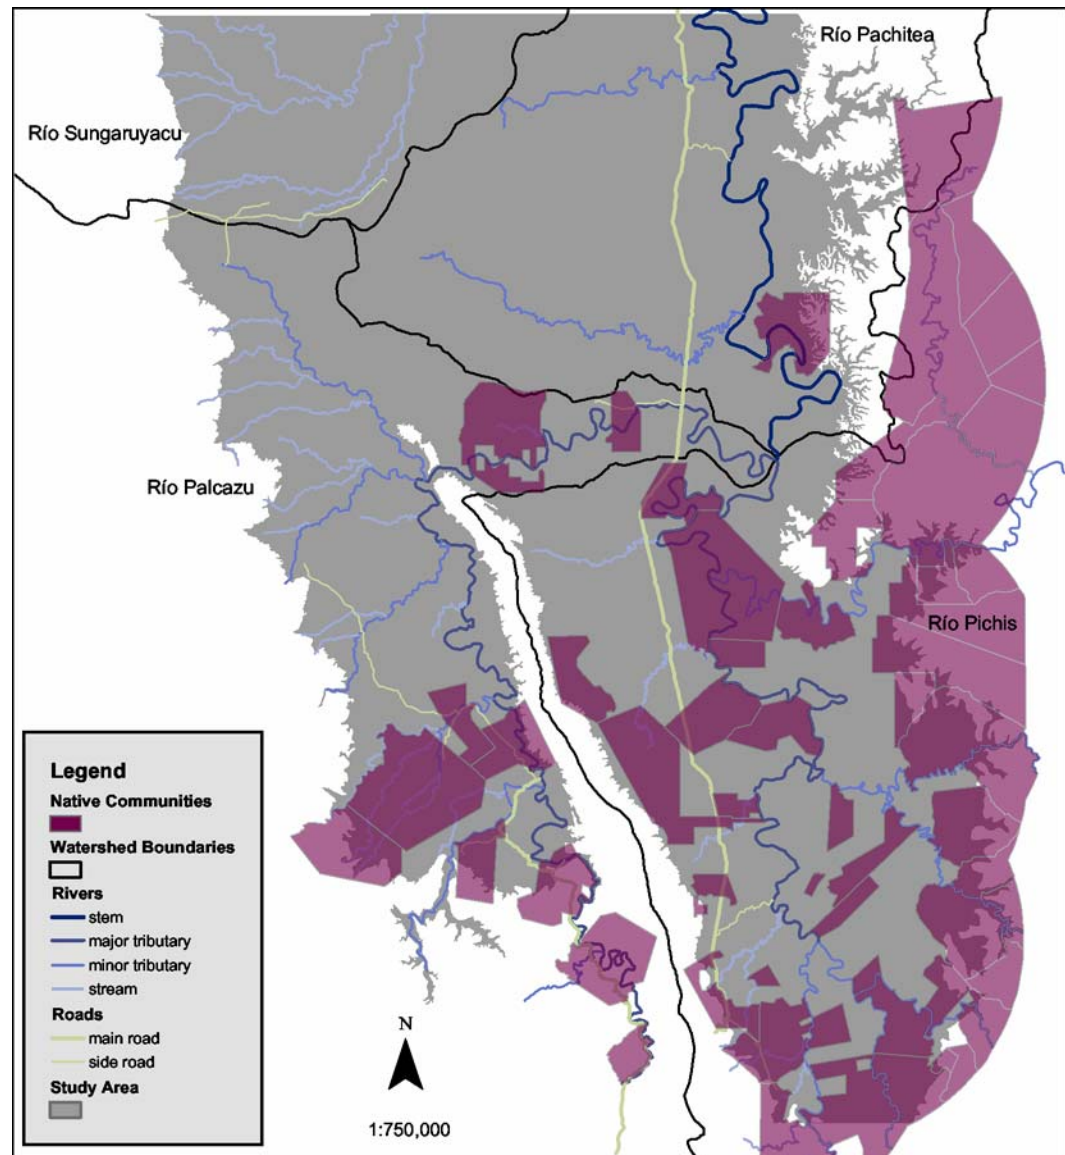 Río Pachitea
Río Sungaruyacu
Río Palcazu
Río Pichis
Legend
Native Communities
Watershed Boundaries
Rivers
stem
major tributary
minor tributary
stream
Roads
main road
side road
Study Area
N
1:750,000